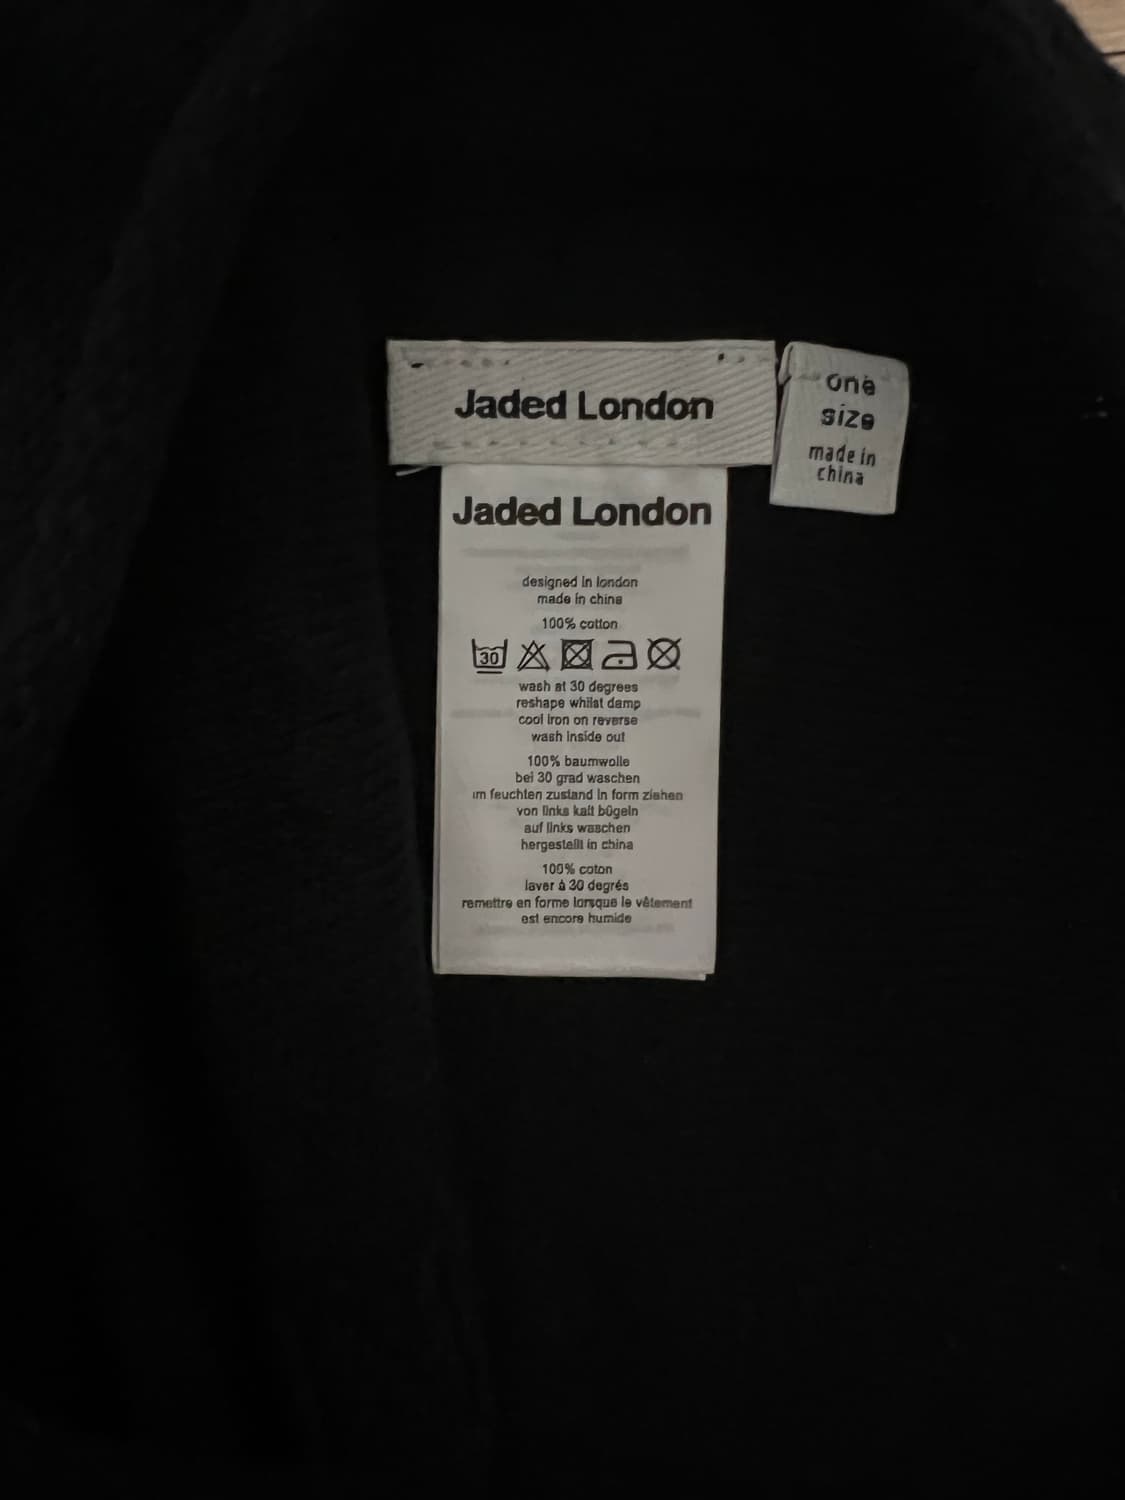 Jaded London
one
size
made in
china
Jaded London
designed in london
made in china
100% cotton
30
wash at 30 degrees
reshape whilst damp
cool iron on reverse
wash inside out
100% baumwolle
bei 30 grad waschen
im feuchten zustand in form ziehen
von links kalt bügeln
auf links waschen
hergestellt in china
100% coton
laver à 30 degrés
remettre en forme lorsque le vêtement
est encore humide